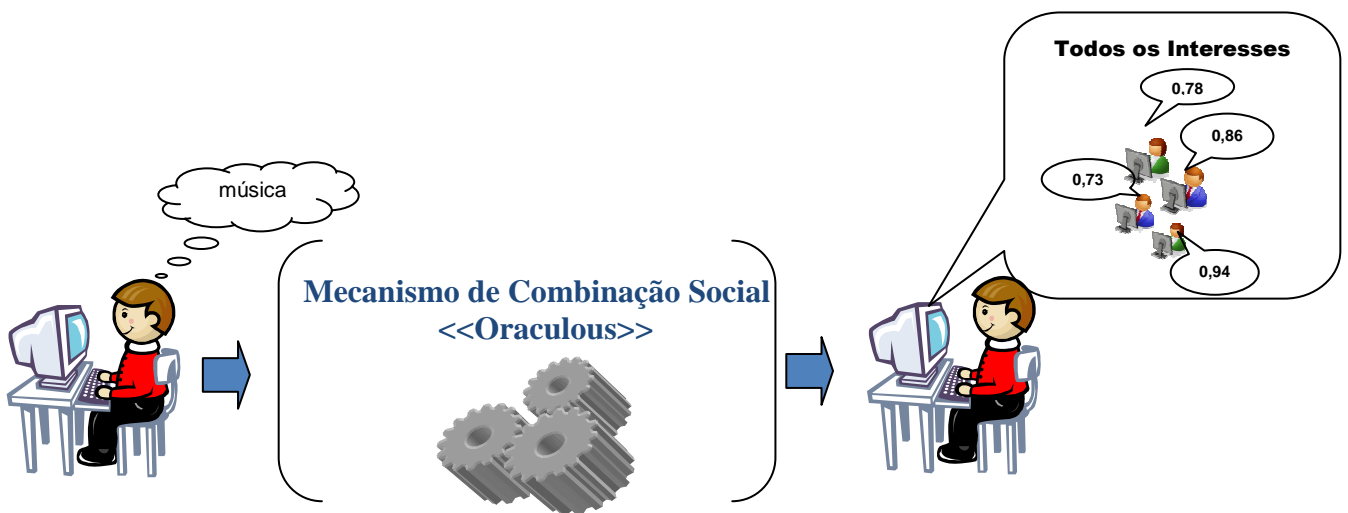 música
Mecanismo de Combinação Social
<<Oraculous>>
Todos os Interesses
0,78
0,86
0,73
0,94